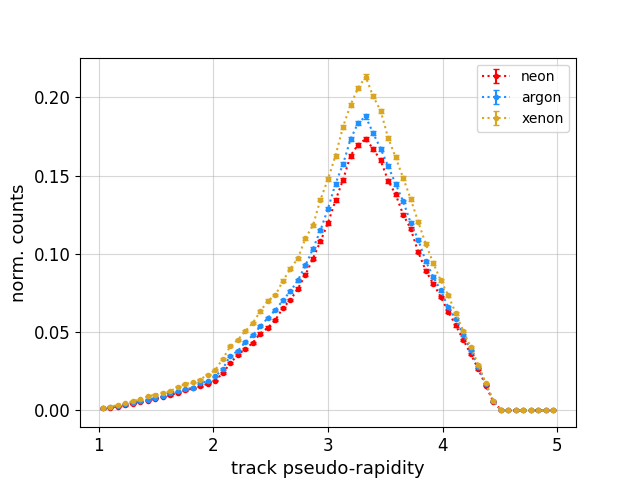 neon
argon
xenon
0.20
0.15
0.10
0.05
0.00
norm. counts
1 2 3 4 5
track pseudo-rapidity